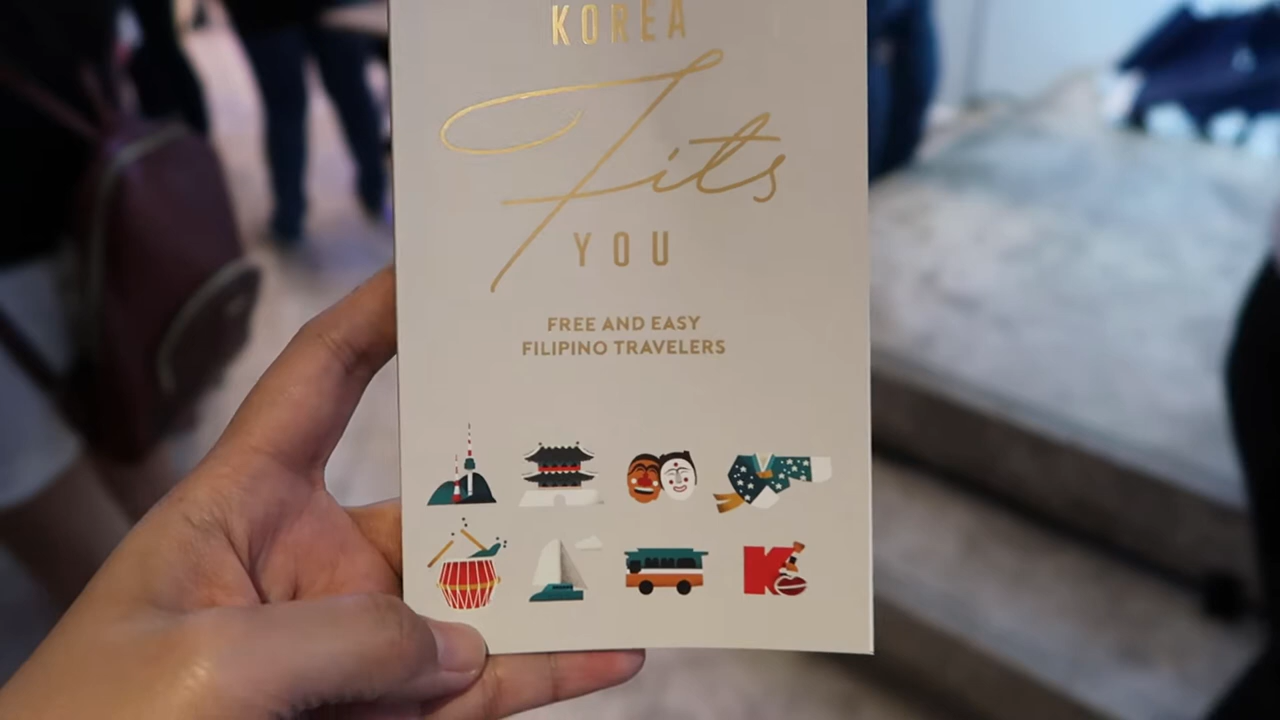 KOREA
Fits
YOU
FREE AND EASY
FILIPINO TRAVELERS
K